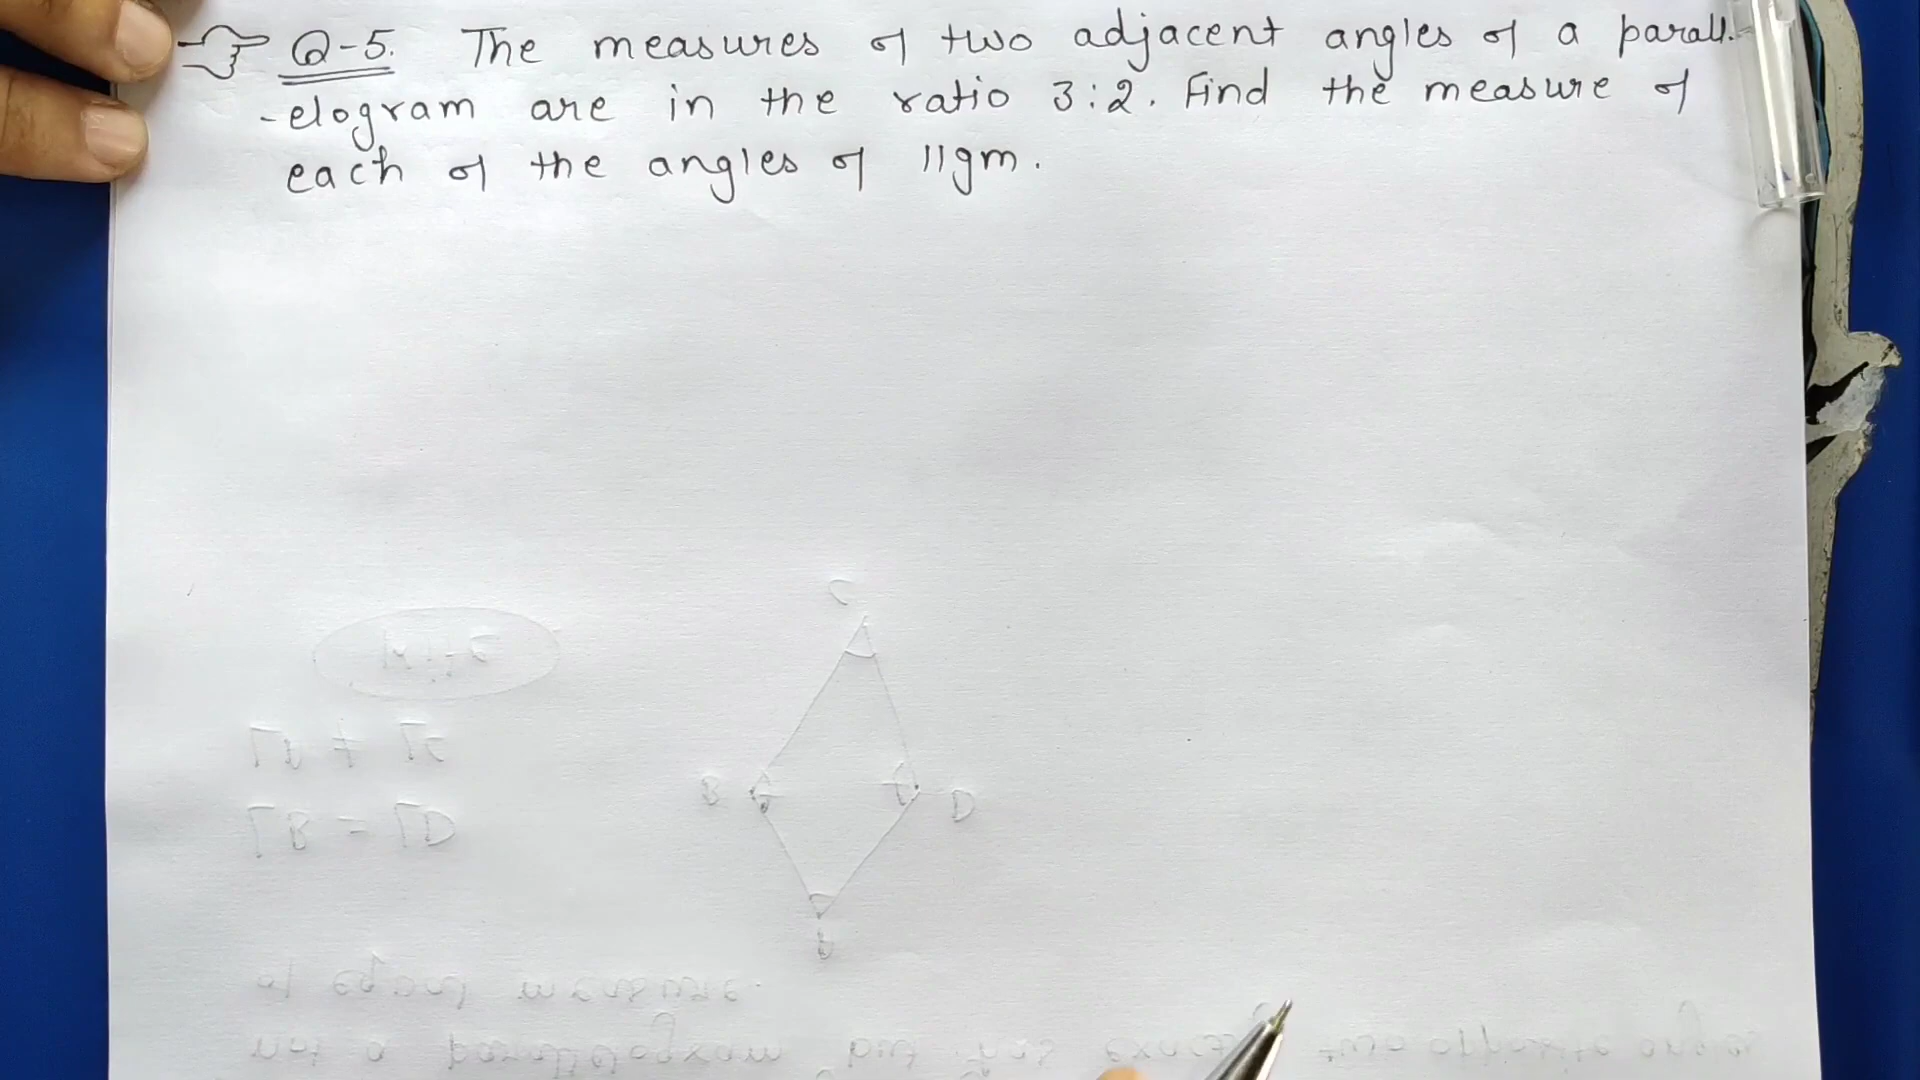 Q-5. The measures of two adjacent angles of a parall-
-elogram are in the ratio 3:2. Find the measure of
each of the angles of ||gm.